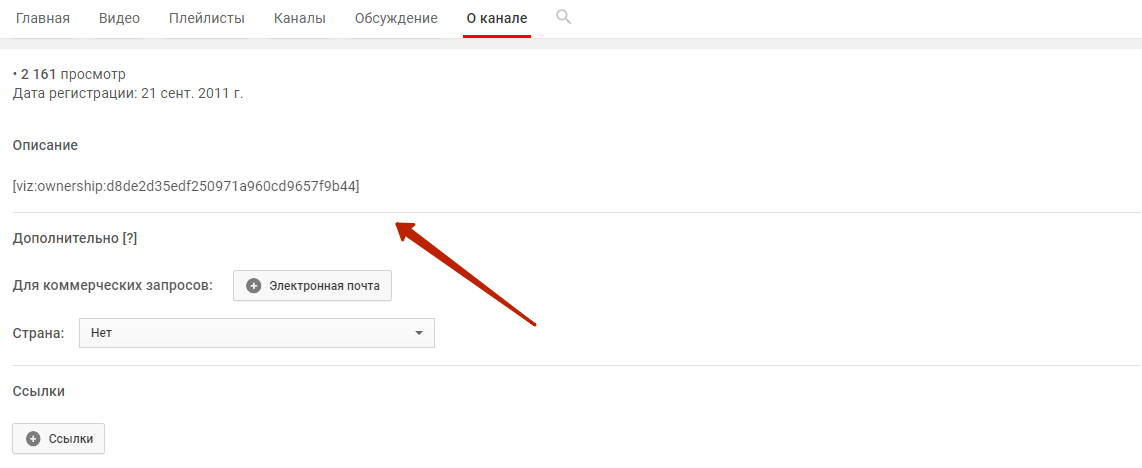 Главная Видео Плейлисты Каналы Обсуждение О канале
• 2 161 просмотр
Дата регистрации: 21 сент. 2011 г.
Описание
[viz:ownership:d8de2d35edf250971a960cd9657f9b44]
Дополнительно [?]
Для коммерческих запросов: Электронная почта
Страна: Нет
Ссылки
Ссылки